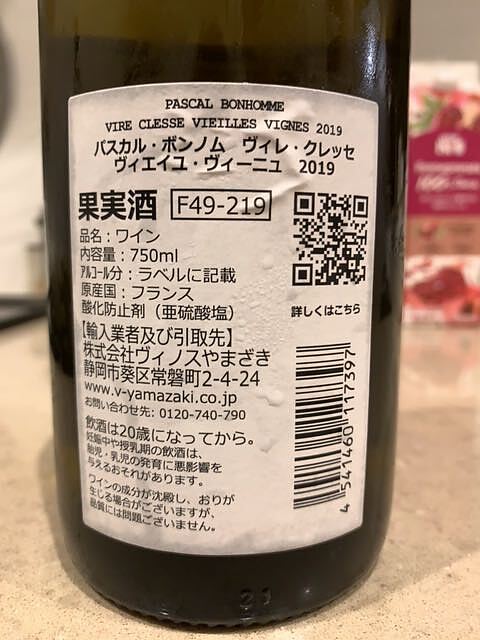 PASCAL BONHOMME
VIRE CLESSE VIEILLES VIGNES 2019
パスカル・ボンノム ヴィレ・クレッセ
ヴィエイユ・ヴィーニュ 2019
果実酒 F49-219
品名：ワイン
内容量：750ml
アルコール分：ラベルに記載
原産国：フランス
酸化防止剤（亜硫酸塩）
詳しくはこちら
【輸入業者及び引取先】
株式会社ヴィノスやまざき
静岡市葵区常磐町2-4-24
www.v-yamazaki.co.jp
お問い合わせ先: 0120-740-790
飲酒は20歳になってから。
妊娠中や授乳期の飲酒は、
胎児・乳児の発育に悪影響を
与えるおそれがあります。
ワインの成分が沈殿し、おりが
生じる場合がございますが、
品質には問題ございません。
4 541460 117397
21